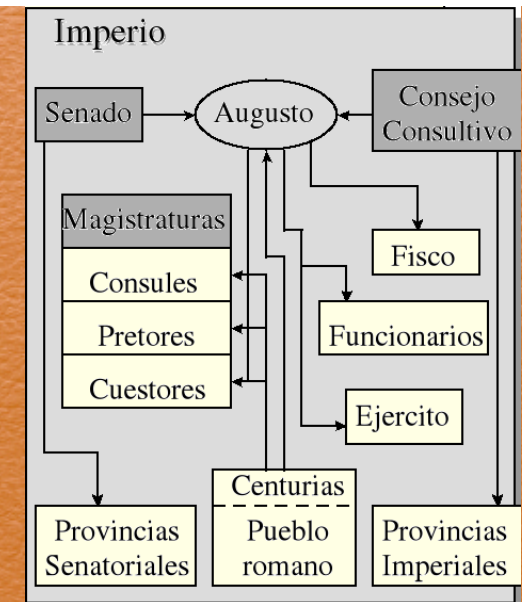 Imperio
Senado
Augusto
Consejo
Consultivo
Magistraturas
Consules
Pretores
Cuestores
Fisco
Funcionarios
Ejercito
Centurias
Pueblo
romano
Provincias
Senatoriales
Provincias
Imperiales